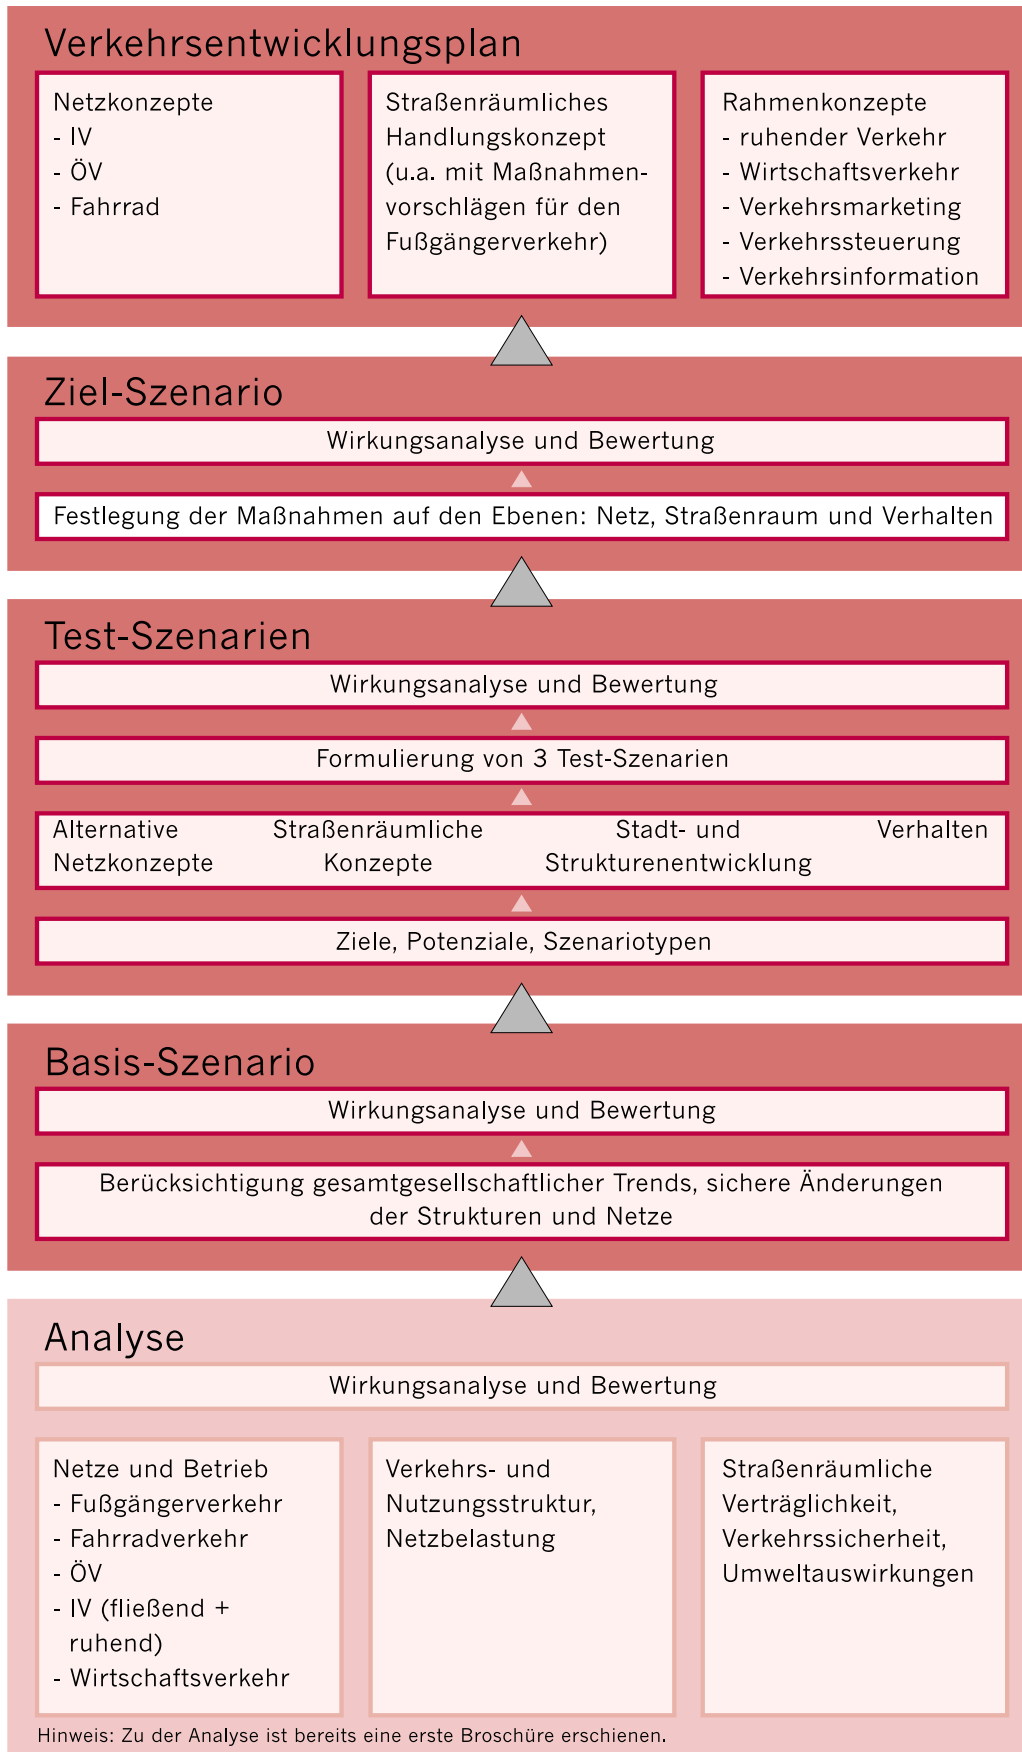 Verkehrsentwicklungsplan
Netzkonzepte
- IV
- ÖV
- Fahrrad
Straßenräumliches
Handlungskonzept
(u.a. mit Maßnahmen-
vorschlägen für den
Fußgängerverkehr)
Rahmenkonzepte
- ruhender Verkehr
- Wirtschaftsverkehr
- Verkehrsmarketing
- Verkehrssteuerung
- Verkehrsinformation
Ziel-Szenario
Wirkungsanalyse und Bewertung
Festlegung der Maßnahmen auf den Ebenen: Netz, Straßenraum und Verhalten
Test-Szenarien
Wirkungsanalyse und Bewertung
Formulierung von 3 Test-Szenarien
Alternative
Netzkonzepte
Straßenräumliche
Konzepte
Stadt- und
Strukturenentwicklung
Verhalten
Ziele, Potenziale, Szenariotypen
Basis-Szenario
Wirkungsanalyse und Bewertung
Berücksichtigung gesamtgesellschaftlicher Trends, sichere Änderungen
der Strukturen und Netze
Analyse
Wirkungsanalyse und Bewertung
Netze und Betrieb
- Fußgängerverkehr
- Fahrradverkehr
- ÖV
- IV (fließend +
ruhend)
- Wirtschaftsverkehr
Verkehrs- und
Nutzungsstruktur,
Netzbelastung
Straßenräumliche
Verträglichkeit,
Verkehrssicherheit,
Umweltauswirkungen
Hinweis: Zu der Analyse ist bereits eine erste Broschüre erschienen.